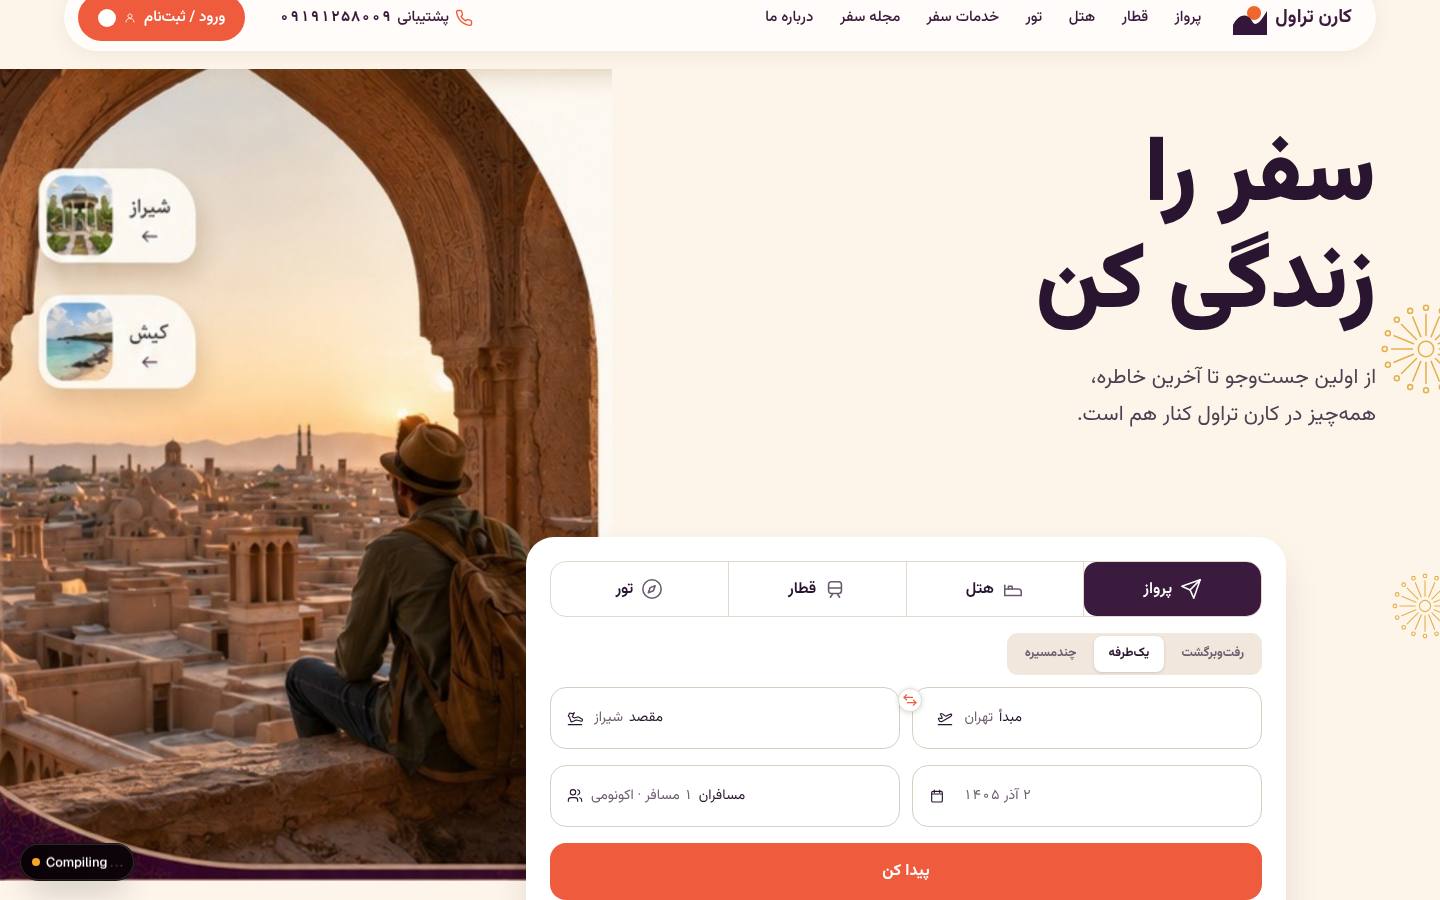 کارن تراول
پرواز
قطار
هتل
تور
خدمات سفر
مجله سفر
درباره ما
پشتیبانی ۰۹۱۹۱۲۵۸۰۰۹
ورود / ثبت‌نام
سفر را
زندگی کن
از اولین جست‌وجو تا آخرین خاطره،
همه‌چیز در کارن تراول کنار هم است.
شیراز
کیش
پرواز
هتل
قطار
تور
رفت‌وبرگشت
یک‌طرفه
چندمسیره
مبدأ تهران
مقصد شیراز
۲ آذر ۱۴۰۵
مسافران ۱ مسافر · اکونومی
پیدا کن
Compiling ...